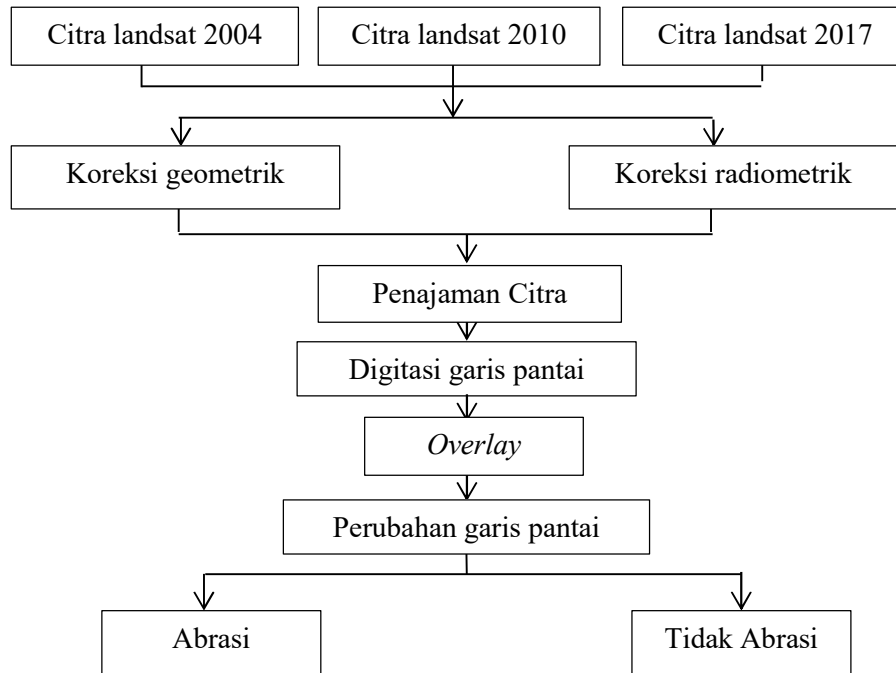 Citra landsat 2004
Citra landsat 2010
Citra landsat 2017
Koreksi geometrik
Koreksi radiometrik
Penajaman Citra
Digitasi garis pantai
Overlay
Perubahan garis pantai
Abrasi
Tidak Abrasi